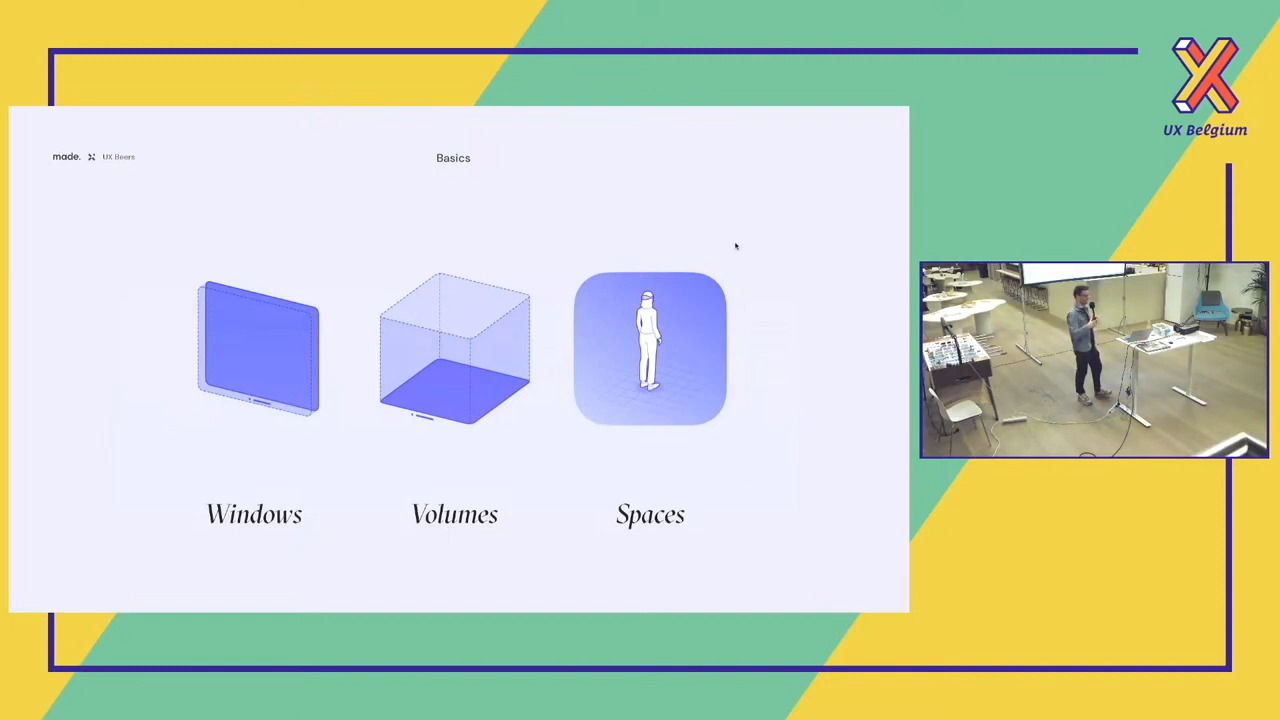 UX Belgium
made. UX Beers
Basics
Windows
Volumes
Spaces